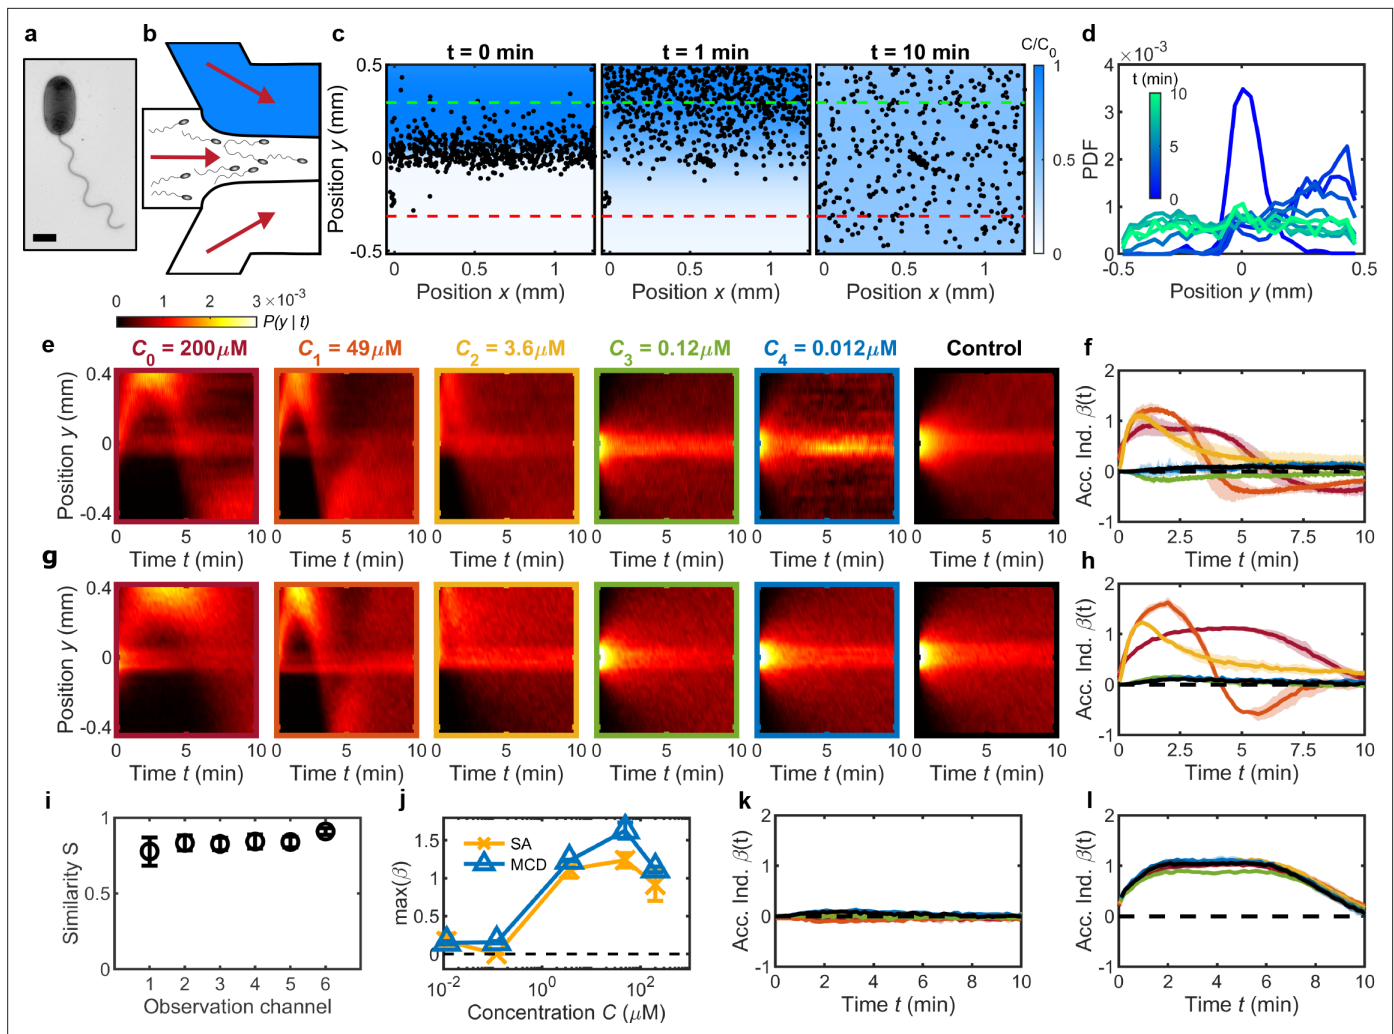 a
b
c
t = 0 min
t = 1 min
t = 10 min
C/C0
d
×10-3
0.5
0
-0.5
Position y (mm)
0
0.5
1
Position x (mm)
0
0.5
1
Position x (mm)
0
0.5
1
Position x (mm)
1
0.5
0
t (min)
10
5
0
PDF
4
3
2
1
0
-0.5
0
0.5
Position y (mm)
0
1
2
3 ×10-3
P(y | t)
e
C0 = 200μM
C1 = 49μM
C2 = 3.6μM
C3 = 0.12μM
C4 = 0.012μM
Control
f
0.4
0
-0.4
Position y (mm)
0 5 10
Time t (min)
0 5 10
Time t (min)
0 5 10
Time t (min)
0 5 10
Time t (min)
0 5 10
Time t (min)
0 5 10
Time t (min)
Acc. Ind. β(t)
2
1
0
-1
0 2.5 5 7.5 10
Time t (min)
g
0.4
0
-0.4
Position y (mm)
0 5 10
Time t (min)
0 5 10
Time t (min)
0 5 10
Time t (min)
0 5 10
Time t (min)
0 5 10
Time t (min)
0 5 10
Time t (min)
h
Acc. Ind. β(t)
2
1
0
-1
0 2.5 5 7.5 10
Time t (min)
i
Similarity S
1
0.5
0
1 2 3 4 5 6
Observation channel
j
max(β)
1.5
1
0.5
0
SA
MCD
10-2 100 102
Concentration C (μM)
k
Acc. Ind. β(t)
2
1
0
-1
0 2 4 6 8 10
Time t (min)
l
Acc. Ind. β(t)
2
1
0
-1
0 2 4 6 8 10
Time t (min)